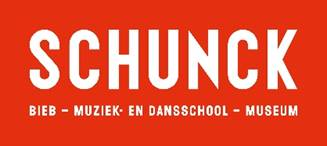 SCHUNCK
BIEB – MUZIEK- EN DANSSCHOOL – MUSEUM